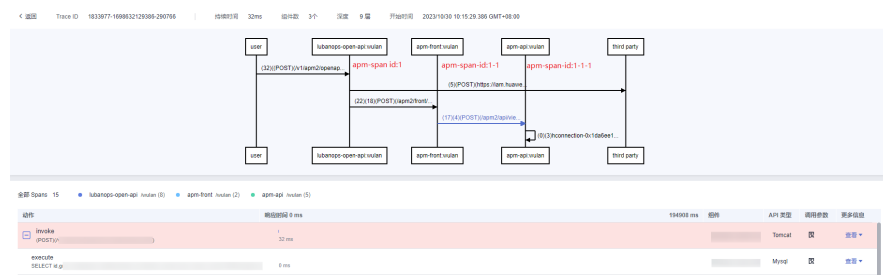 < 返回 Trace ID 1833977-1698632129386-290766 持续时间 32ms 组件数 3个 深度 9 层 开始时间 2023/10/30 10:15:29.386 GMT+08:00
user lubanops-open-api:wulan apm-front:wulan apm-api:wulan third party
apm-span id:1 apm-span-id:1-1 apm-span-id:1-1-1
(32)((POST)(/v1/apm2/openap...
(5)(POST)(https://iam.huawe...
(22)(18)(POST)(/apm2/front/...
(17)(4)(POST)(/apm2/api/vie...
(0)(3)hconnection-0x1da6ee1...
user lubanops-open-api:wulan apm-front:wulan apm-api:wulan third party
全部 Spans 15 lubanops-open-api /wulan (8) apm-front /wulan (2) apm-api /wulan (5)
动作 响应时间 0 ms 194908 ms 组件 API 类型 调用参数 更多信息
invoke
(POST)(/ 32 ms Tomcat 查看
execute
SELECT id,g 6 ms Mysql 查看